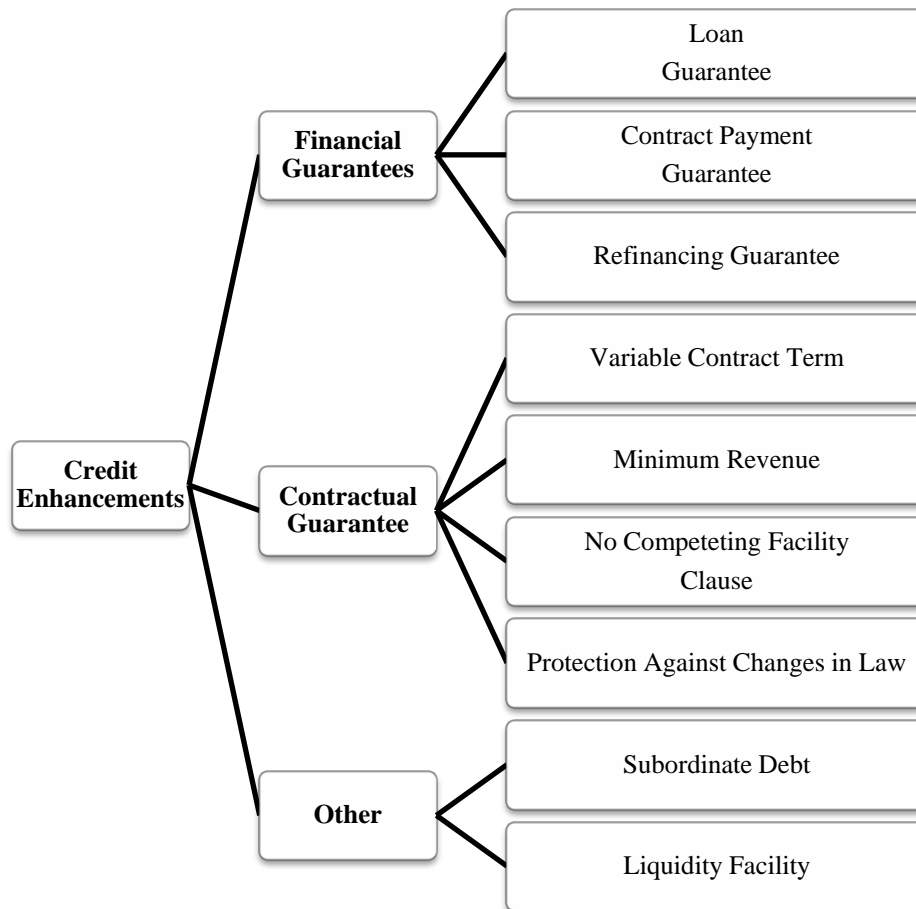 Credit
Enhancements
Financial
Guarantees
Loan
Guarantee
Contract Payment
Guarantee
Refinancing Guarantee
Contractual
Guarantee
Variable Contract Term
Minimum Revenue
No Competeting Facility
Clause
Protection Against Changes in Law
Other
Subordinate Debt
Liquidity Facility